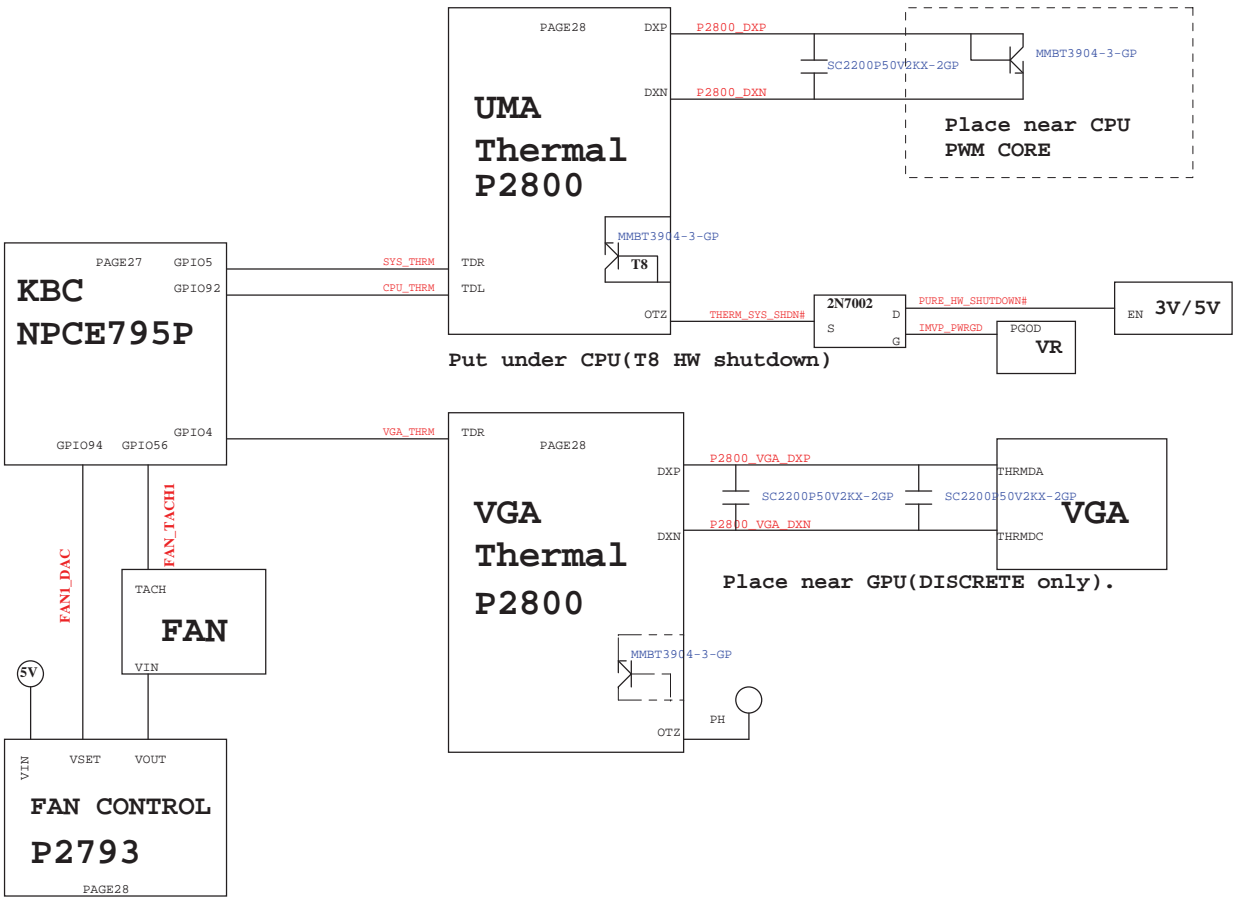 PAGE28
DXP
P2800_DXP
MMBT3904-3-GP
SC2200P50V2KX-2GP
DXN
P2800_DXN
UMA
Thermal
P2800
Place near CPU
PWM CORE
MMBT3904-3-GP
T8
PAGE27
GPIO5
SYS_THRM
TDR
KBC
NPCE795P
GPIO92
CPU_THRM
TDL
OTZ
THERM_SYS_SHDN#
2N7002
S
D
G
PURE_HW_SHUTDOWN#
EN
3V/5V
IMVP_PWRGD
PGOD
VR
Put under CPU(T8 HW shutdown)
GPIO94
GPIO56
GPIO4
VGA_THRM
TDR
PAGE28
DXP
P2800_VGA_DXP
THRMDA
SC2200P50V2KX-2GP
SC2200P50V2KX-2GP
VGA
DXN
P2800_VGA_DXN
THRMDC
VGA
Thermal
P2800
Place near GPU(DISCRETE only).
FAN1_DAC
FAN_TACH1
TACH
FAN
VIN
MMBT3904-3-GP
OTZ
PH
5V
VIN
VSET
VOUT
FAN CONTROL
P2793
PAGE28